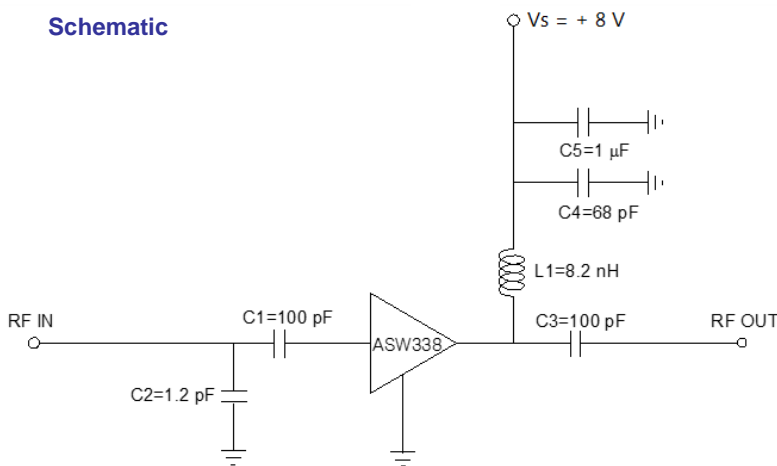 Schematic
Vs = + 8 V
C5=1 μF
C4=68 pF
L1=8.2 nH
RF IN
C1=100 pF
C3=100 pF
RF OUT
ASW338
C2=1.2 pF